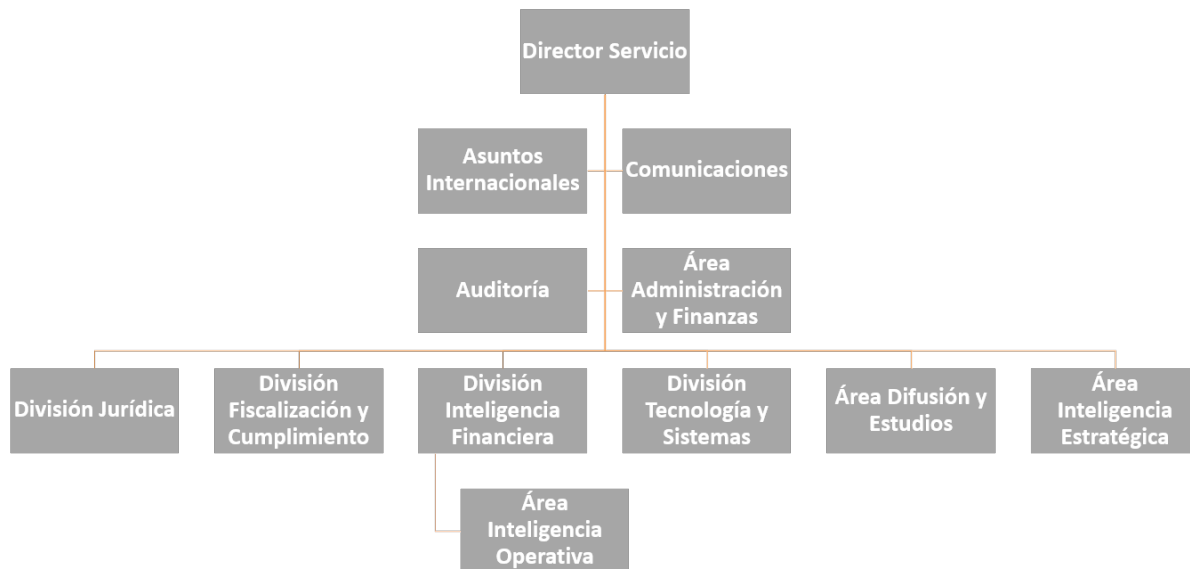 Director Servicio
Asuntos
Internacionales
Comunicaciones
Auditoría
Área
Administración
y Finanzas
División Jurídica
División
Fiscalización y
Cumplimiento
División
Inteligencia
Financiera
División
Tecnología y
Sistemas
Área Difusión y
Estudios
Área
Inteligencia
Estratégica
Área
Inteligencia
Operativa